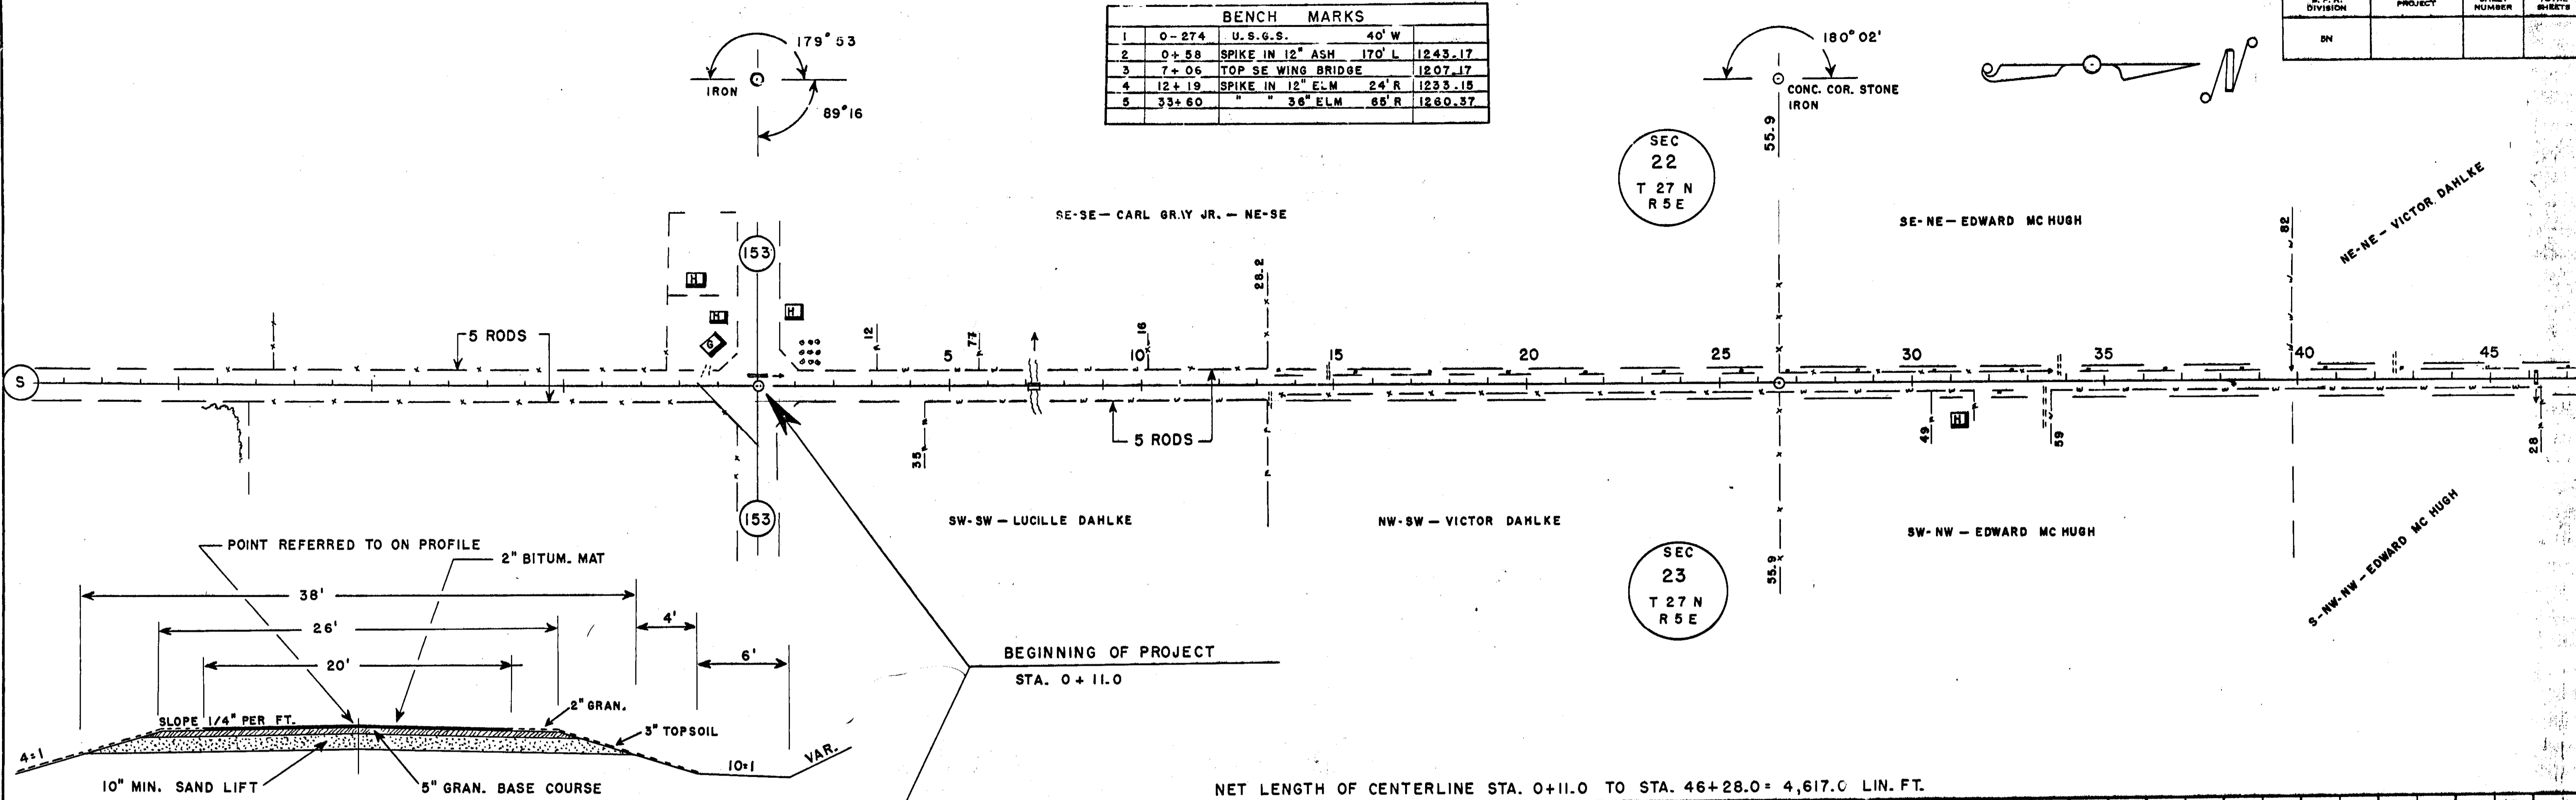 BENCH MARKS
1 0-274 U.S.G.S. 40' W
2 0+58 SPIKE IN 12" ASH 170' L 1243.17
3 7+06 TOP SE WING BRIDGE 1207.17
4 12+19 SPIKE IN 12" ELM 24' R 1233.15
5 33+60 " " 36" ELM 65' R 1260.37
DIVISION
PROJECT
NUMBER
SHEETS
BN
179° 53
IRON
89°16
180° 02'
CONC. COR. STONE
IRON
55.9
SEC
22
T 27 N
R 5 E
SE-SE — CARL GRAY JR. — NE-SE
SE-NE — EDWARD MC HUGH
NE-NE — VICTOR DAHLKE
82
153
H
H
H
G
28.2
5 RODS
12
77
16
S
5
10
15
20
25
30
35
40
45
35
5 RODS
49
H
59
28
153
SW-SW — LUCILLE DAHLKE
NW-SW — VICTOR DAHLKE
SW-NW — EDWARD MC HUGH
S-NW-NW — EDWARD MC HUGH
55.9
SEC
23
T 27 N
R 5 E
POINT REFERRED TO ON PROFILE
2" BITUM. MAT
38'
26'
4'
20'
6'
BEGINNING OF PROJECT
STA. 0+11.0
SLOPE 1/4" PER FT.
2" GRAN.
3" TOPSOIL
4:1
10:1
VAR.
10" MIN. SAND LIFT
5" GRAN. BASE COURSE
NET LENGTH OF CENTERLINE STA. 0+11.0 TO STA. 46+28.0 = 4,617.0 LIN. FT.